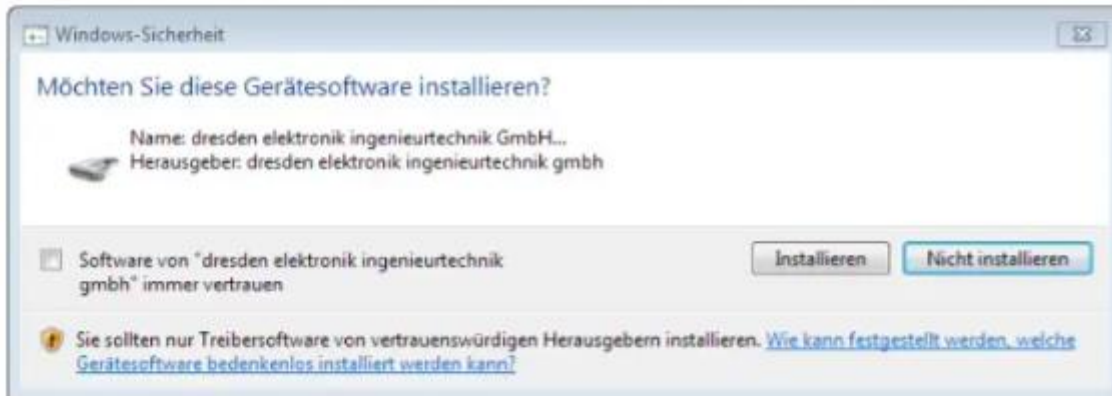 Windows-Sicherheit
Möchten Sie diese Gerätesoftware installieren?
Name: dresden elektronik ingenieurtechnik GmbH...
Herausgeber: dresden elektronik ingenieurtechnik gmbh
Software von "dresden elektronik ingenieurtechnik
gmbh" immer vertrauen
Installieren
Nicht installieren
Sie sollten nur Treibersoftware von vertrauenswürdigen Herausgebern installieren. Wie kann festgestellt werden, welche
Gerätesoftware bedenkenlos installiert werden kann?